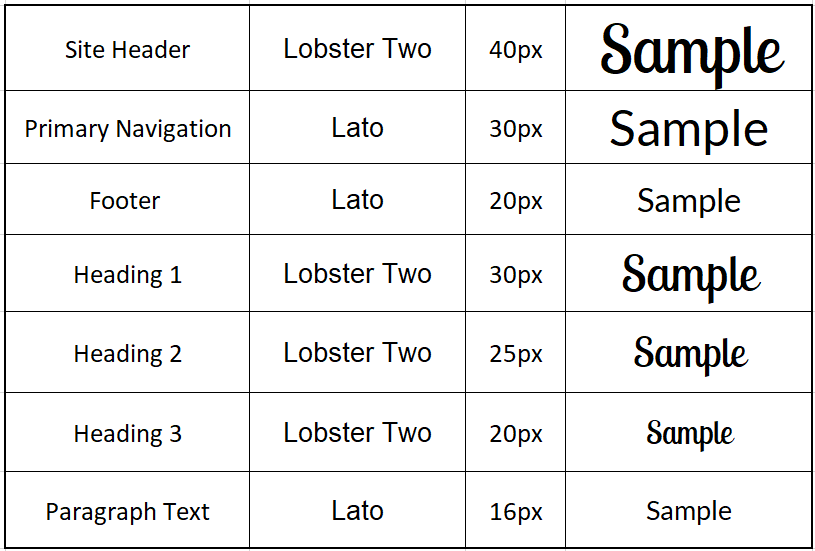 Site Header Lobster Two 40px Sample
Primary Navigation Lato 30px Sample
Footer Lato 20px Sample
Heading 1 Lobster Two 30px Sample
Heading 2 Lobster Two 25px Sample
Heading 3 Lobster Two 20px Sample
Paragraph Text Lato 16px Sample